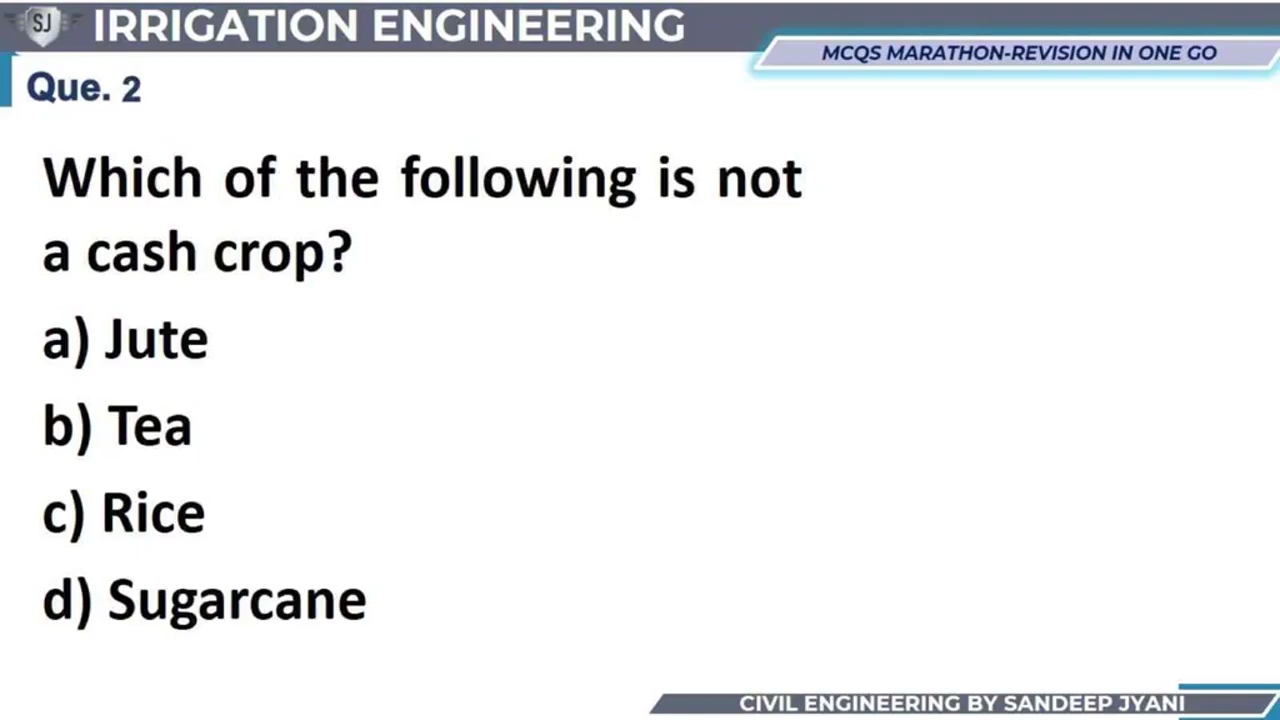 SJ
IRRIGATION ENGINEERING
MCQS MARATHON-REVISION IN ONE GO
Que. 2
Which of the following is not
a cash crop?
a) Jute
b) Tea
c) Rice
d) Sugarcane
CIVIL ENGINEERING BY SANDEEP JYANI